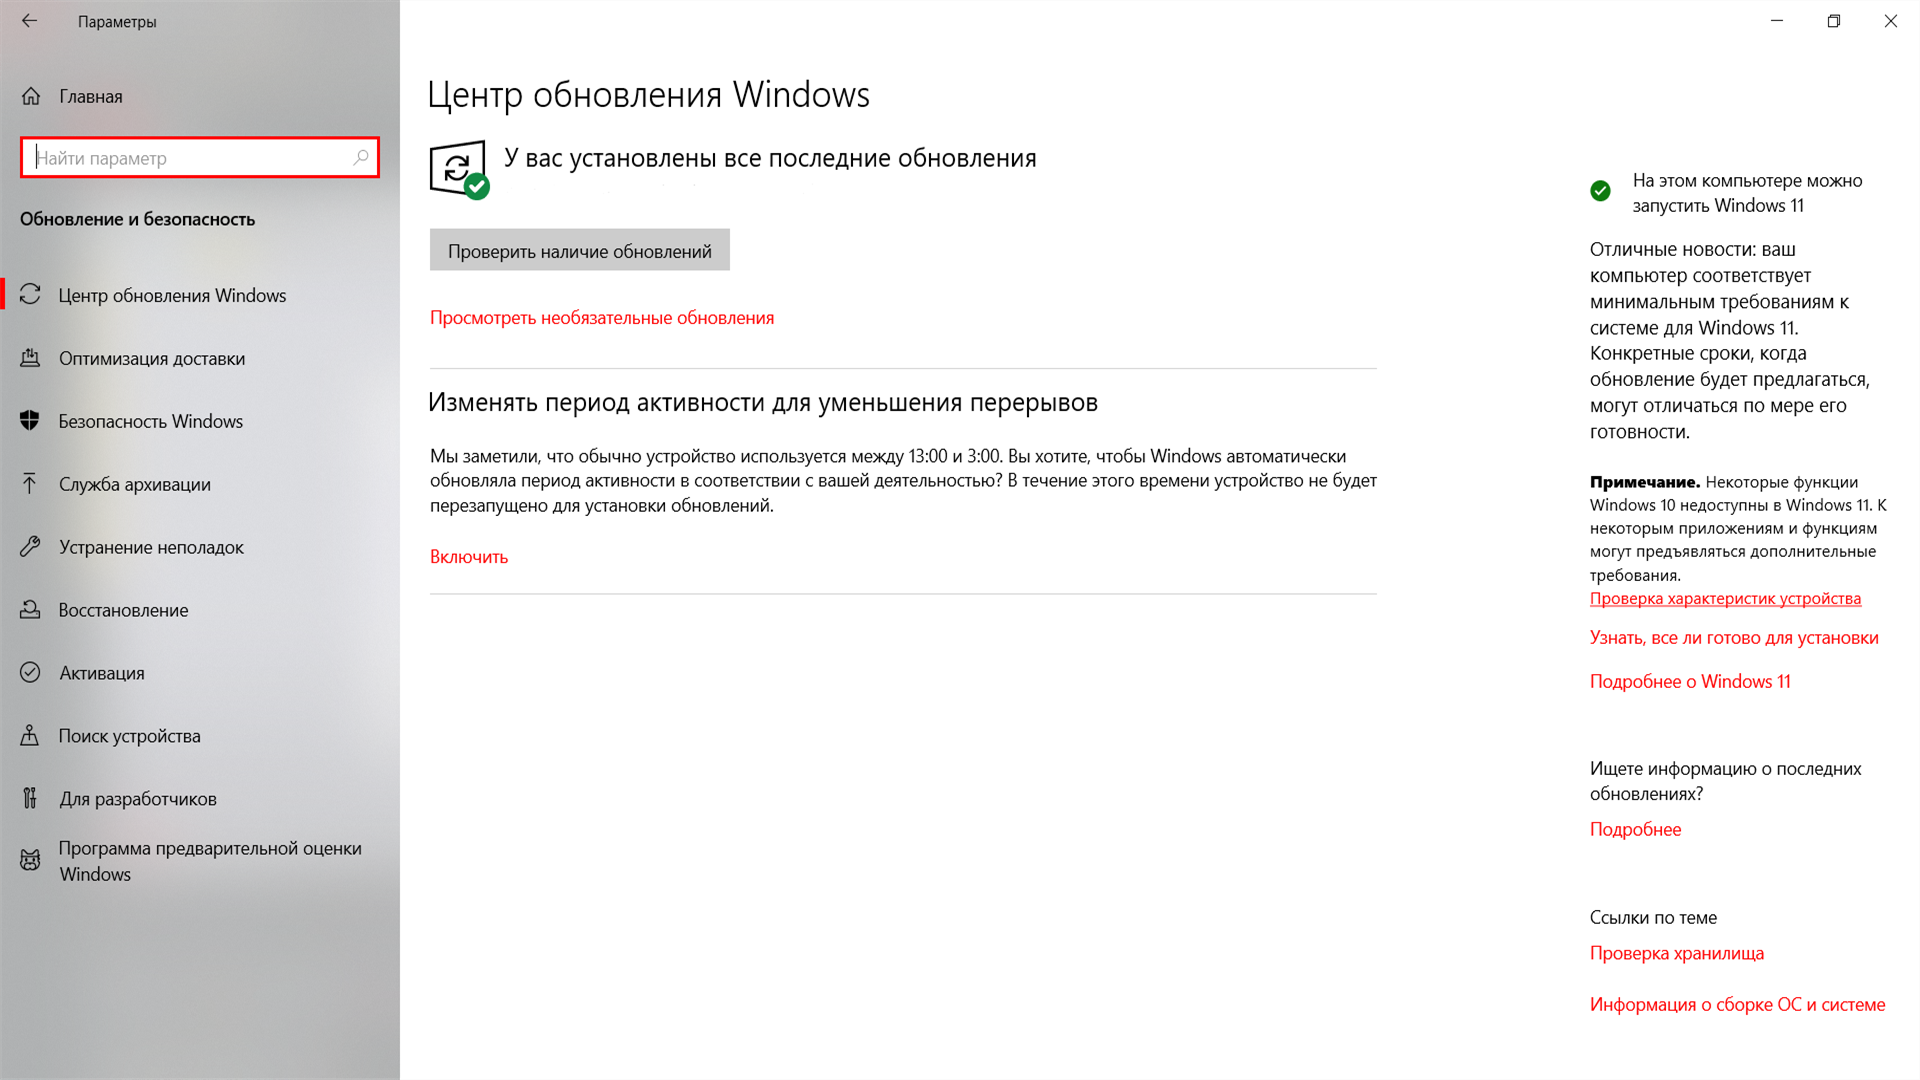 Параметры
Главная
Найти параметр
Обновление и безопасность
Центр обновления Windows
Оптимизация доставки
Безопасность Windows
Служба архивации
Устранение неполадок
Восстановление
Активация
Поиск устройства
Для разработчиков
Программа предварительной оценки
Windows
Центр обновления Windows
У вас установлены все последние обновления
Проверить наличие обновлений
Просмотреть необязательные обновления
Изменять период активности для уменьшения перерывов
Мы заметили, что обычно устройство используется между 13:00 и 3:00. Вы хотите, чтобы Windows автоматически
обновляла период активности в соответствии с вашей деятельностью? В течение этого времени устройство не будет
перезапущено для установки обновлений.
Включить
На этом компьютере можно
запустить Windows 11
Отличные новости: ваш
компьютер соответствует
минимальным требованиям к
системе для Windows 11.
Конкретные сроки, когда
обновление будет предлагаться,
могут отличаться по мере его
готовности.
Примечание. Некоторые функции
Windows 10 недоступны в Windows 11. К
некоторым приложениям и функциям
могут предъявляться дополнительные
требования.
Проверка характеристик устройства
Узнать, все ли готово для установки
Подробнее о Windows 11
Ищете информацию о последних
обновлениях?
Подробнее
Ссылки по теме
Проверка хранилища
Информация о сборке ОС и системе